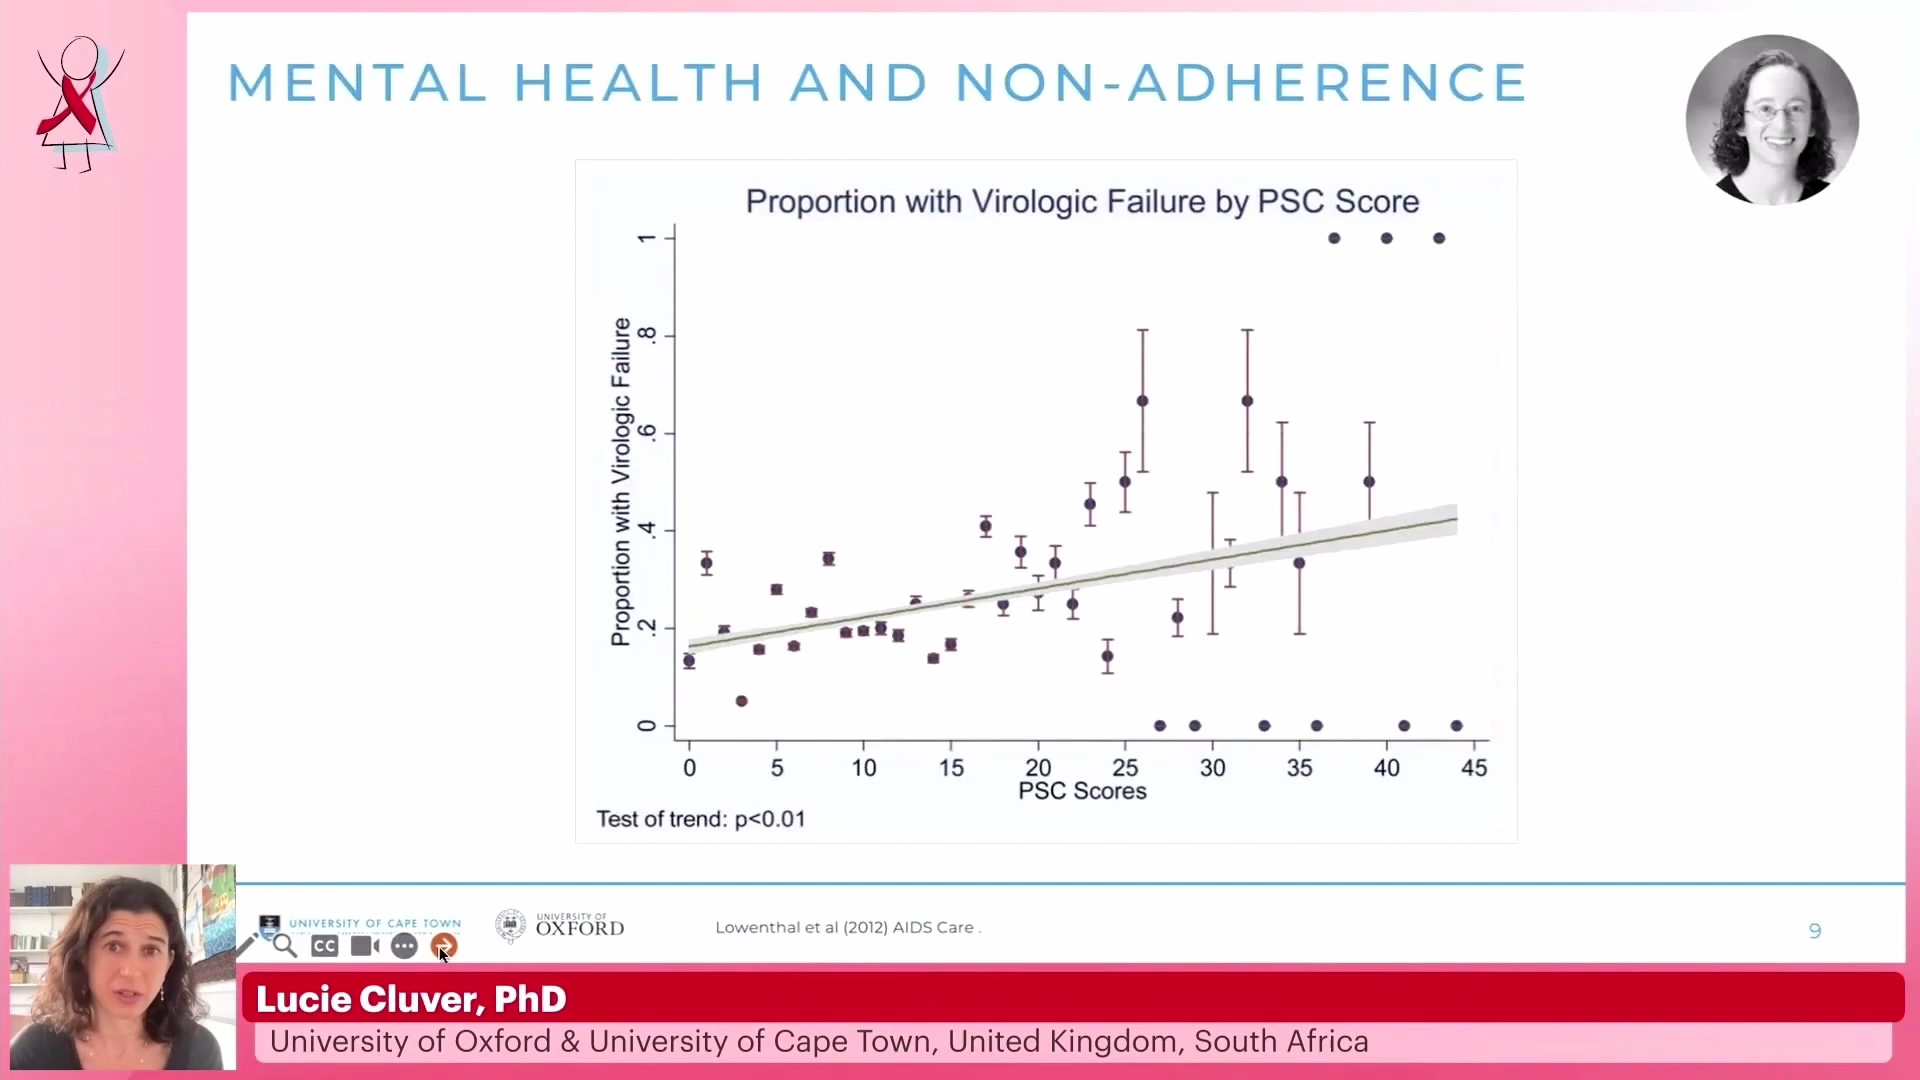 MENTAL HEALTH AND NON-ADHERENCE
Proportion with Virologic Failure by PSC Score
Proportion with Virologic Failure
1
.8
.6
.4
.2
0
0 5 10 15 20 25 30 35 40 45
PSC Scores
Test of trend: p<0.01
UNIVERSITY OF CAPE TOWN
UNIVERSITY OF
OXFORD
Lowenthal et al (2012) AIDS Care .
9
CC
Lucie Cluver, PhD
University of Oxford & University of Cape Town, United Kingdom, South Africa